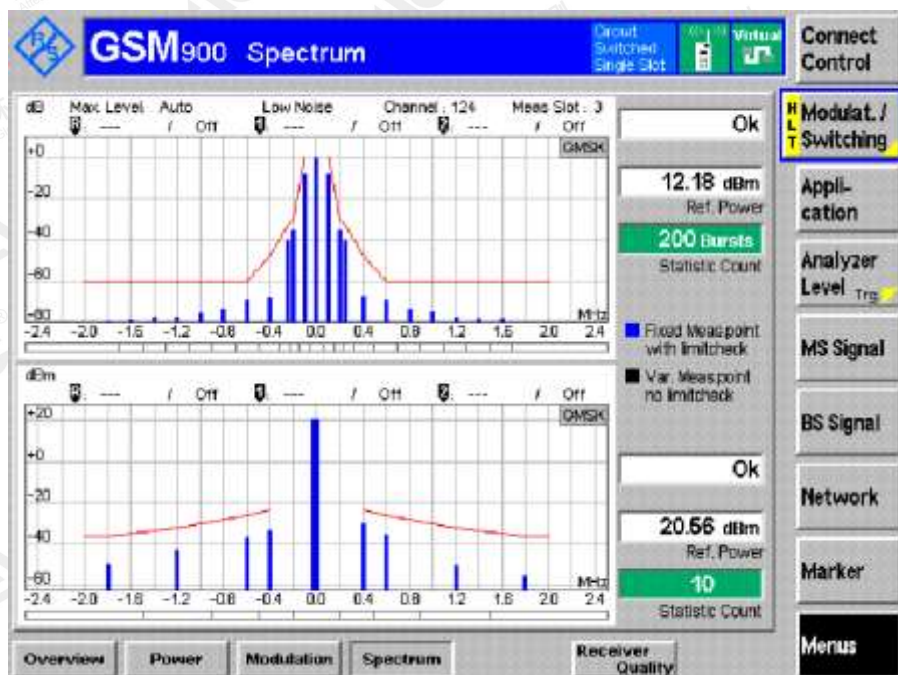 R&S
GSM900 Spectrum
Circuit Switched Single Slot
Virtual
Connect Control
dB Max. Level Auto Low Noise Channel : 124 Meas Slot : 3
--- / Off --- / Off --- / Off
Ok
GMSK
+0
-20
-40
-60
-80
MHz
-2.4 -2.0 -1.6 -1.2 -0.8 -0.4 0.0 0.4 0.8 1.2 1.6 2.0 2.4
12.18 dBm
Ref. Power
200 Bursts
Statistic Count
Fixed Meas point with limitcheck
Var. Meas point no limitcheck
dBm
--- / Off --- / Off --- / Off
GMSK
+20
+0
-20
-40
-60
MHz
-2.4 -2.0 -1.6 -1.2 -0.8 -0.4 0.0 0.4 0.8 1.2 1.6 2.0 2.4
Ok
20.56 dBm
Ref. Power
10
Statistic Count
HLT
Modulat. / Switching
Appli-cation
Analyzer Level Trg
MS Signal
BS Signal
Network
Marker
Menus
Overview Power Modulation Spectrum Receiver Quality